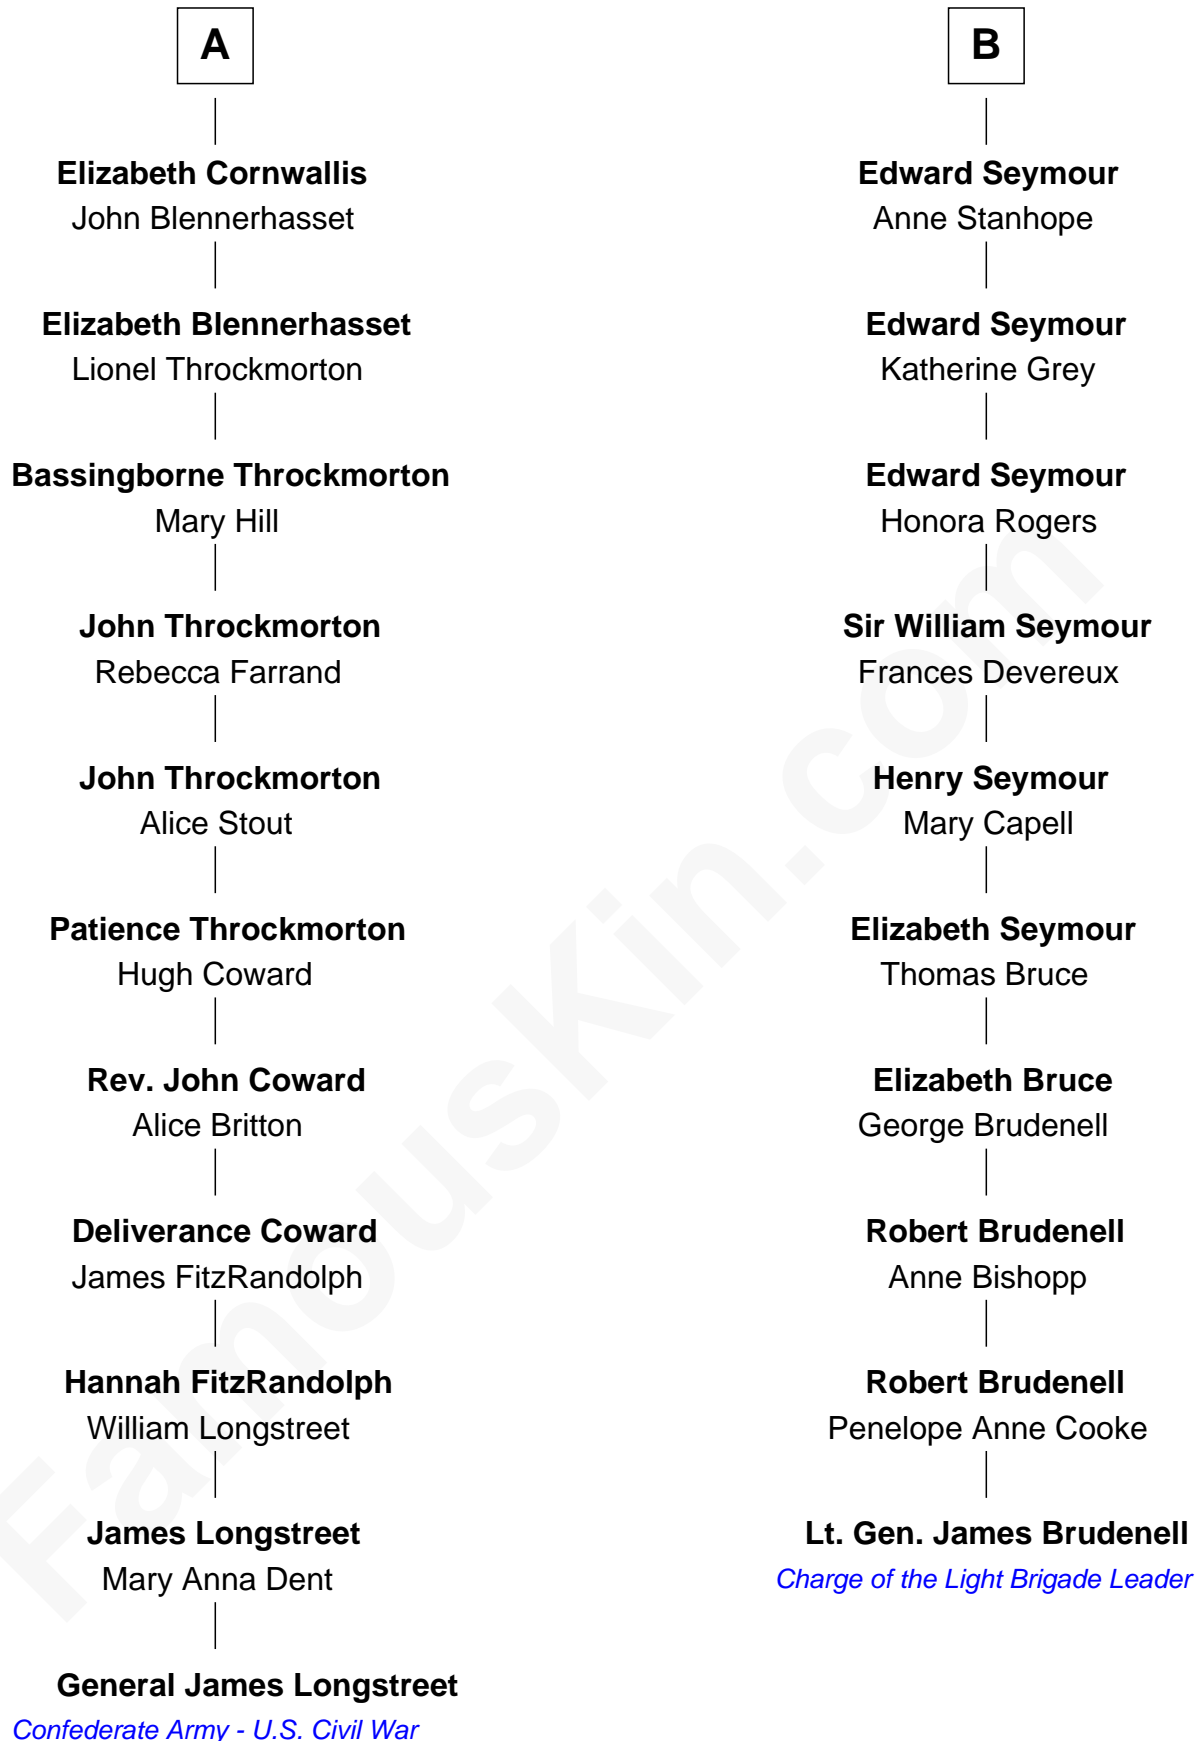 A
Elizabeth Cornwallis
John Blennerhasset
Elizabeth Blennerhasset
Lionel Throckmorton
Bassingborne Throckmorton
Mary Hill
John Throckmorton
Rebecca Farrand
John Throckmorton
Alice Stout
Patience Throckmorton
Hugh Coward
Rev. John Coward
Alice Britton
Deliverance Coward
James FitzRandolph
Hannah FitzRandolph
William Longstreet
James Longstreet
Mary Anna Dent
General James Longstreet
Confederate Army - U.S. Civil War
B
Edward Seymour
Anne Stanhope
Edward Seymour
Katherine Grey
Edward Seymour
Honora Rogers
Sir William Seymour
Frances Devereux
Henry Seymour
Mary Capell
Elizabeth Seymour
Thomas Bruce
Elizabeth Bruce
George Brudenell
Robert Brudenell
Anne Bishopp
Robert Brudenell
Penelope Anne Cooke
Lt. Gen. James Brudenell
Charge of the Light Brigade Leader
FamousKin.com